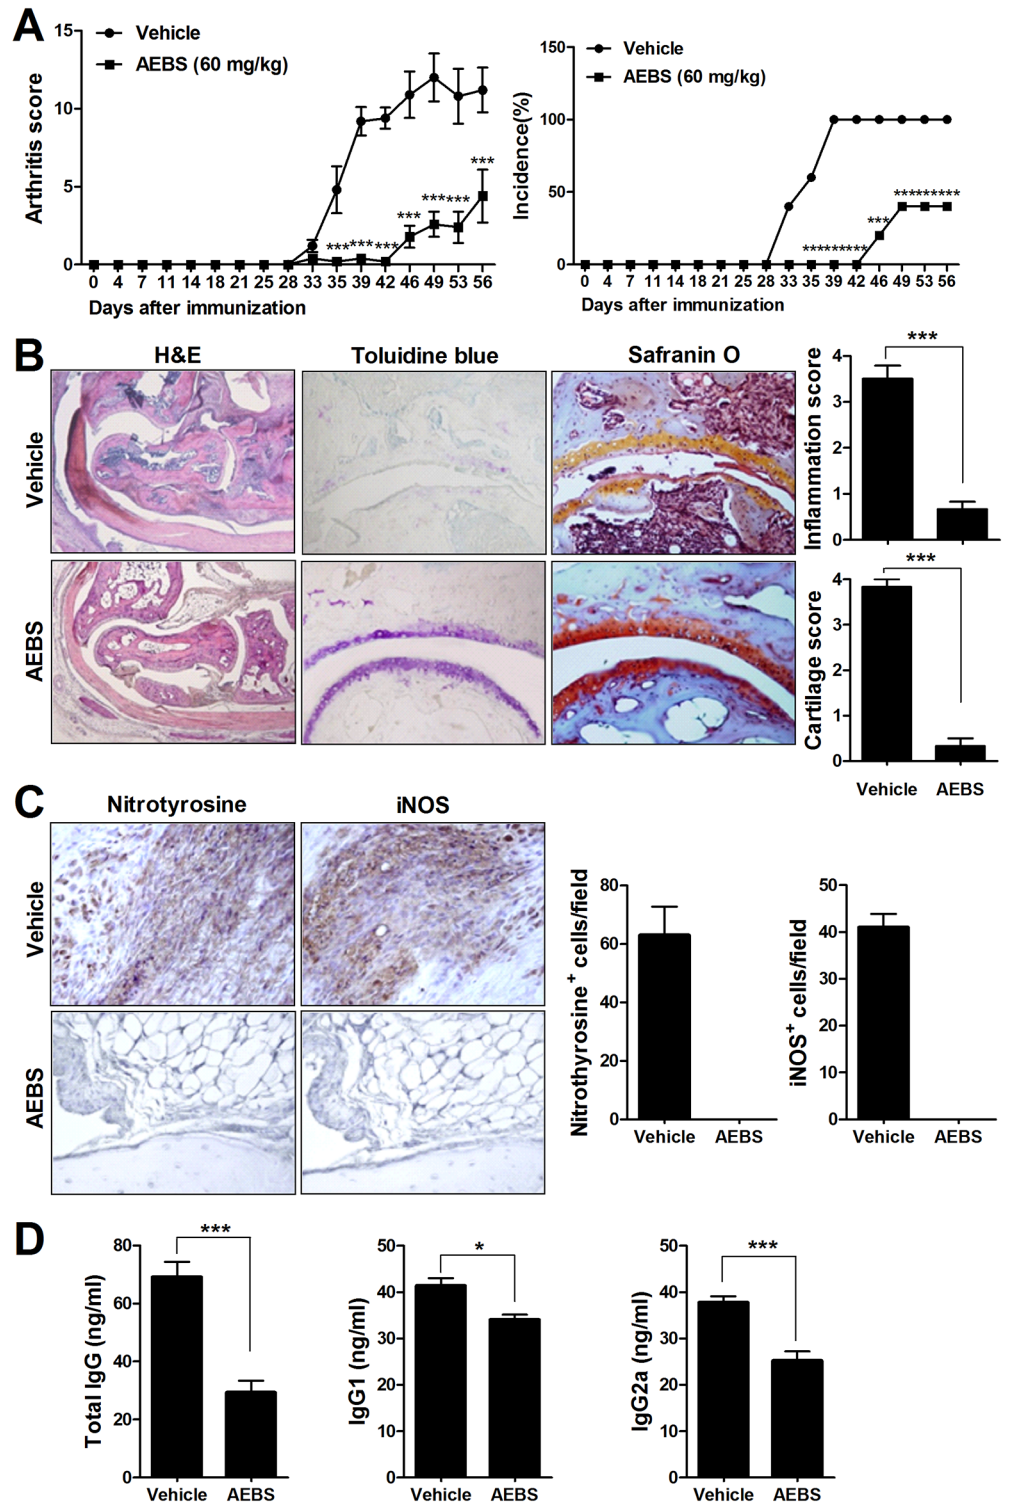 A
15
10
5
0
Arthritis score
Vehicle
AEBS (60 mg/kg)
*** *** *** *** *** *** ***
0 4 7 11 14 18 21 25 28 33 35 39 42 46 49 53 56
Days after immunization
150
100
50
0
Incidence(%)
Vehicle
AEBS (60 mg/kg)
********* *** *********
0 4 7 11 14 18 21 25 28 33 35 39 42 46 49 53 56
Days after immunization
B
H&E Toluidine blue Safranin O
Vehicle
AEBS
Inflammation score
4
3
2
1
0
***
Cartilage score
4
3
2
1
0
***
Vehicle AEBS
C
Nitrotyrosine iNOS
Vehicle
AEBS
Nitrothyrosine+ cells/field
80
60
40
20
0
Vehicle AEBS
iNOS+ cells/field
50
40
30
20
10
0
Vehicle AEBS
D
Total IgG (ng/ml)
80
60
40
20
0
***
Vehicle AEBS
IgG1 (ng/ml)
50
40
30
20
10
0
*
Vehicle AEBS
IgG2a (ng/ml)
50
40
30
20
10
0
***
Vehicle AEBS